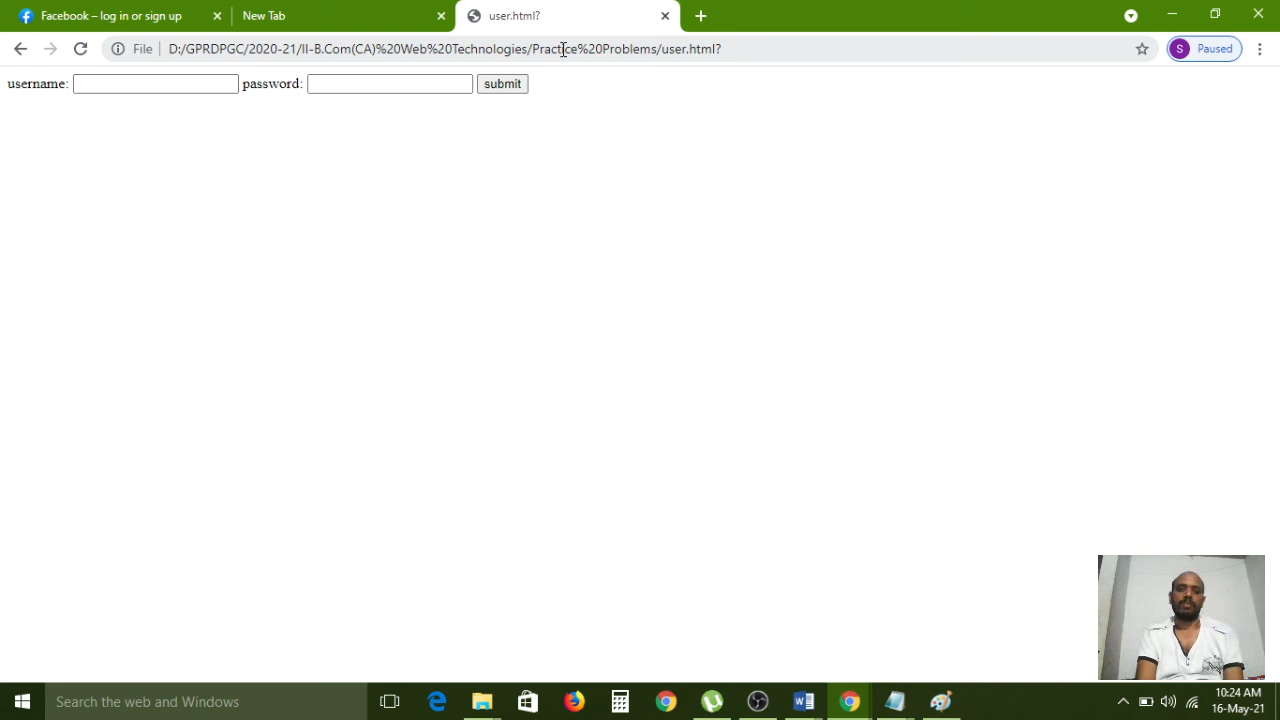 Facebook – log in or sign up
New Tab
user.html?
File
D:/GPRDPGC/2020-21/II-B.Com(CA)%20Web%20Technologies/Practice%20Problems/user.html?
S Paused
username:
password:
submit
Search the web and Windows
10:24 AM
16-May-21